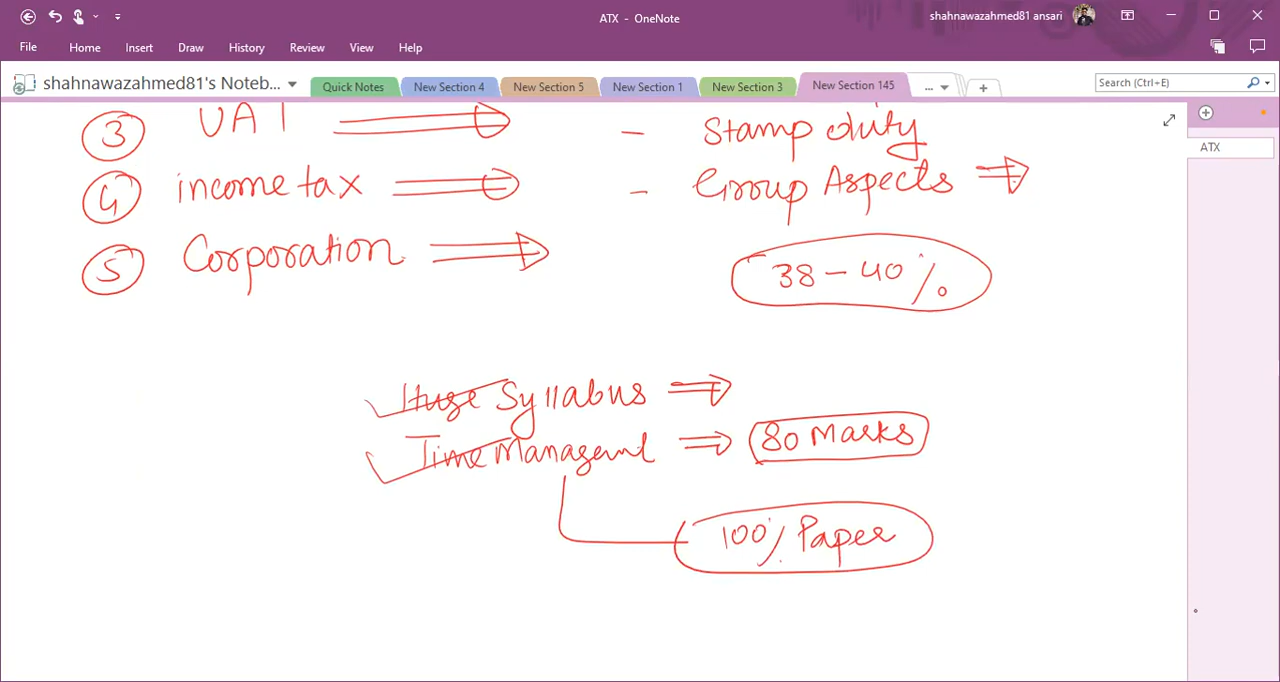 ATX - OneNote
shahnawazahmed81 ansari
File Home Insert Draw History Review View Help
shahnawazahmed81's Noteb... Quick Notes New Section 4 New Section 5 New Section 1 New Section 3 New Section 145 ... Search (Ctrl+E)
ATX
3 VAT - Stamp duity
4 income tax - Group Aspects
5 Corporation
38 - 40%
Huge Syllabus
Time Managemt 80 Marks
100% Paper